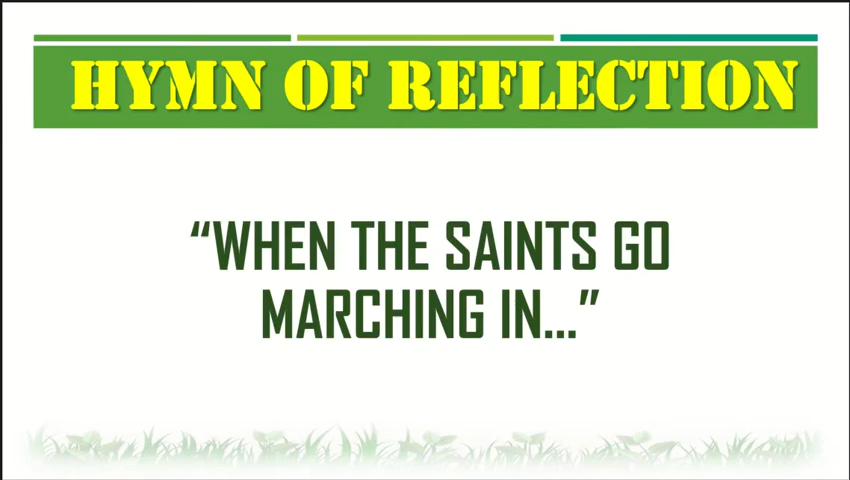 HYMN OF REFLECTION
“WHEN THE SAINTS GO
MARCHING IN...”